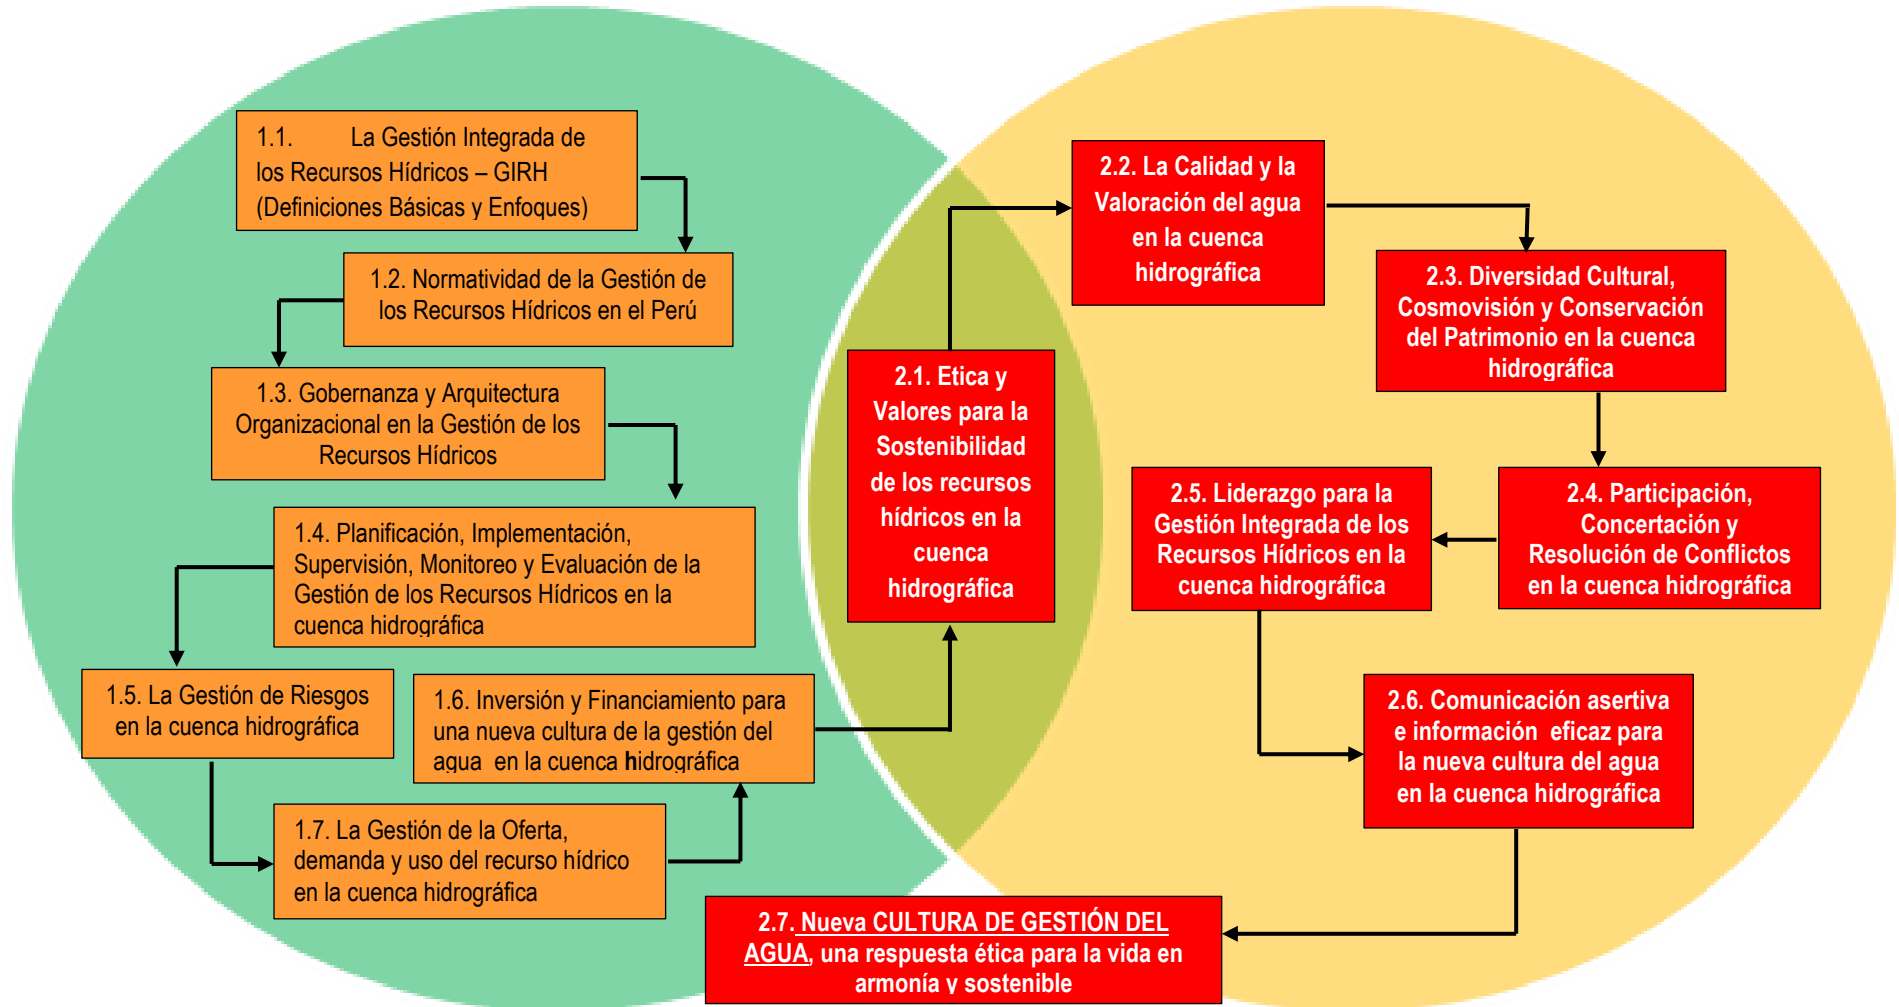 1.1. La Gestión Integrada de
los Recursos Hídricos – GIRH
(Definiciones Básicas y Enfoques)
1.2. Normatividad de la Gestión de
los Recursos Hídricos en el Perú
1.3. Gobernanza y Arquitectura
Organizacional en la Gestión de los
Recursos Hídricos
1.4. Planificación, Implementación,
Supervisión, Monitoreo y Evaluación de la
Gestión de los Recursos Hídricos en la
cuenca hidrográfica
1.5. La Gestión de Riesgos
en la cuenca hidrográfica
1.6. Inversión y Financiamiento para
una nueva cultura de la gestión del
agua en la cuenca hidrográfica
1.7. La Gestión de la Oferta,
demanda y uso del recurso hídrico
en la cuenca hidrográfica
2.1. Etica y
Valores para la
Sostenibilidad
de los recursos
hídricos en la
cuenca
hidrográfica
2.2. La Calidad y la
Valoración del agua
en la cuenca
hidrográfica
2.3. Diversidad Cultural,
Cosmovisión y Conservación
del Patrimonio en la cuenca
hidrográfica
2.4. Participación,
Concertación y
Resolución de Conflictos
en la cuenca hidrográfica
2.5. Liderazgo para la
Gestión Integrada de los
Recursos Hídricos en la
cuenca hidrográfica
2.6. Comunicación asertiva
e información eficaz para
la nueva cultura del agua
en la cuenca hidrográfica
2.7. Nueva CULTURA DE GESTIÓN DEL
AGUA, una respuesta ética para la vida en
armonía y sostenible